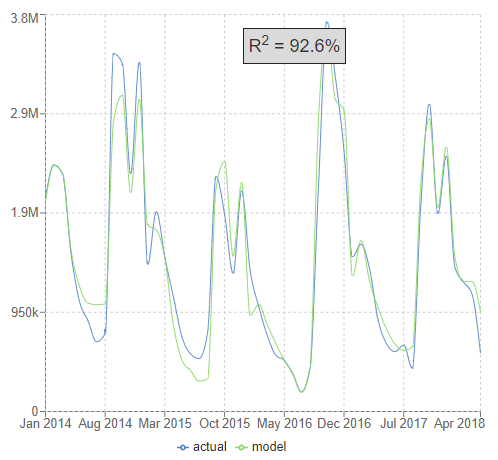 3.8M
R² = 92.6%
2.9M
1.9M
950k
0
Jan 2014 Aug 2014 Mar 2015 Oct 2015 May 2016 Dec 2016 Jul 2017 Apr 2018
actual model